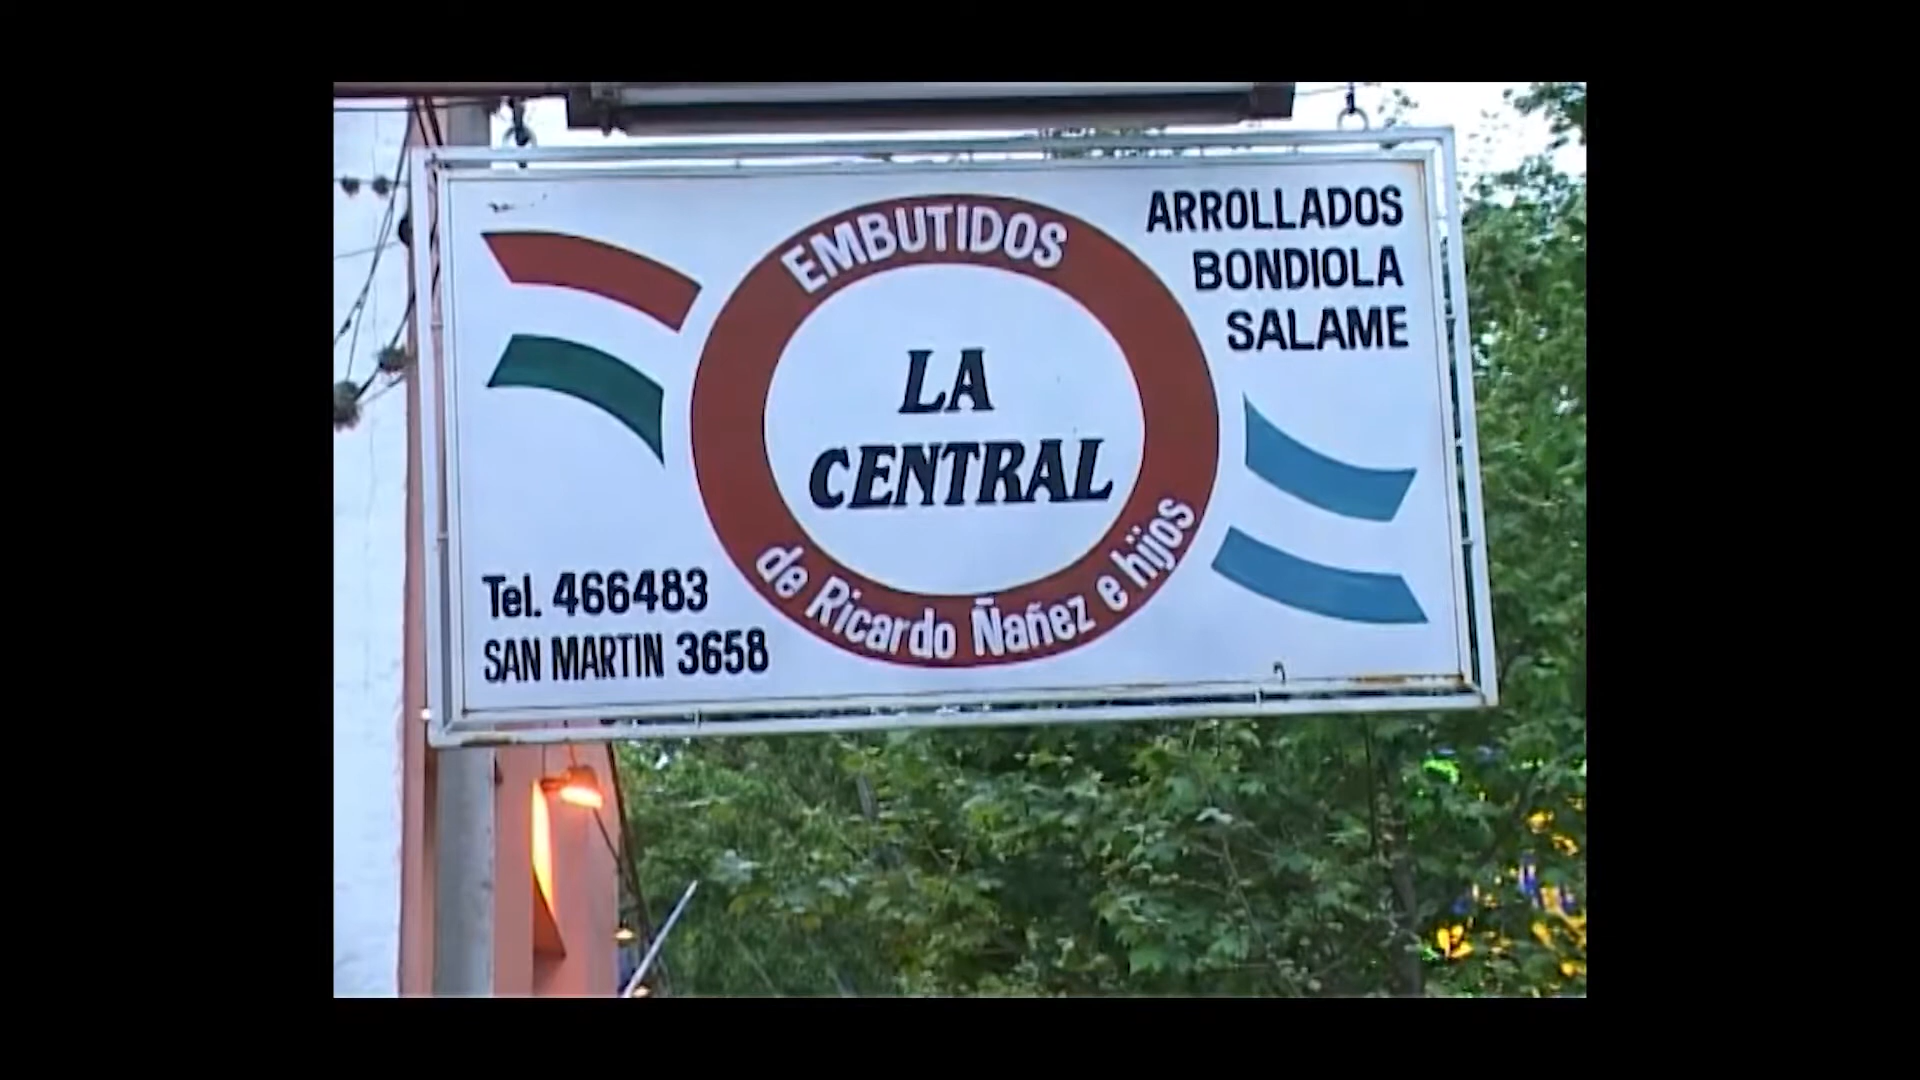 EMBUTIDOS
LA
CENTRAL
de Ricardo Ñañez e hijos
ARROLLADOS
BONDIOLA
SALAME
Tel. 466483
SAN MARTIN 3658